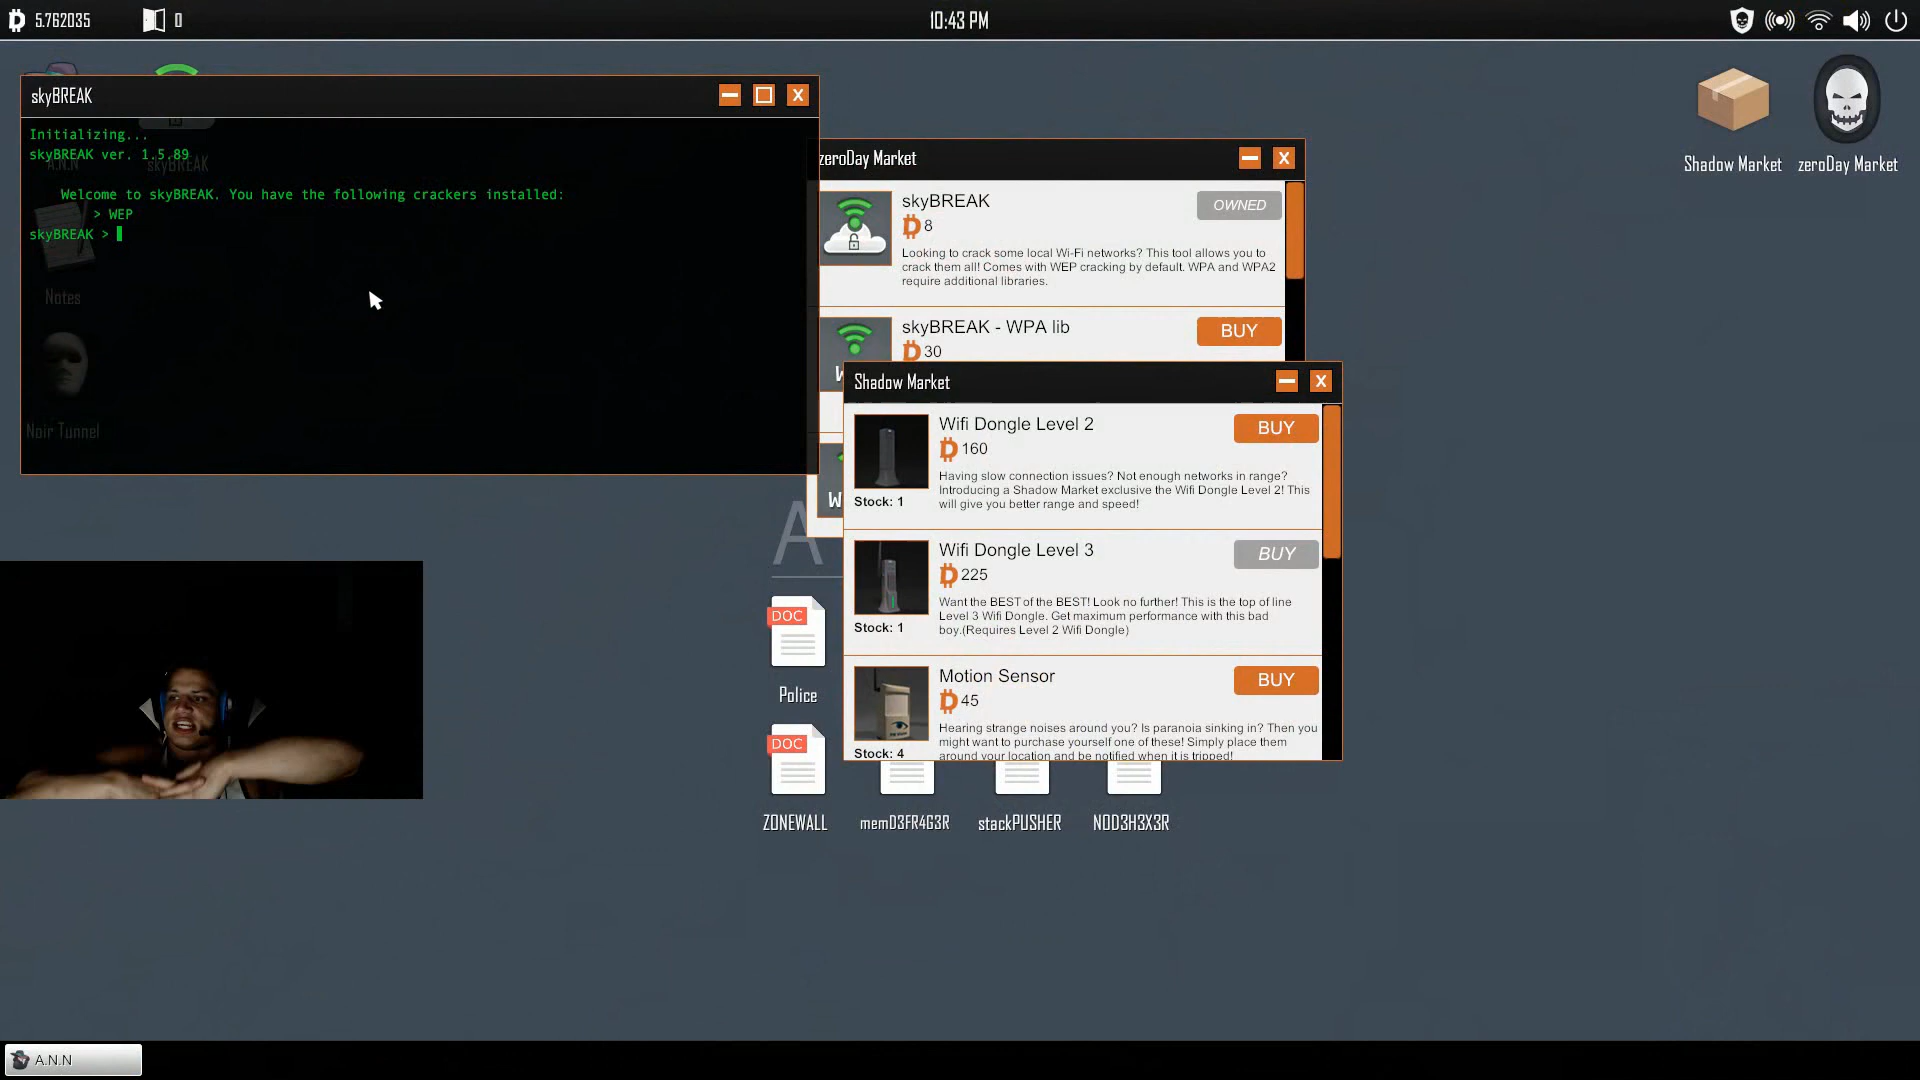 5.762035
0
10:43 PM
skyBREAK
Initializing...
skyBREAK ver. 1.5.89
Welcome to skyBREAK. You have the following crackers installed:
> WEP
skyBREAK >
A.N.N
skyBREAK
Notes
Noir Tunnel
zeroDay Market
skyBREAK
8
OWNED
Looking to crack some local Wi-Fi networks? This tool allows you to
crack them all! Comes with WEP cracking by default. WPA and WPA2
require additional libraries.
skyBREAK - WPA lib
30
BUY
Shadow Market
Wifi Dongle Level 2
160
BUY
Having slow connection issues? Not enough networks in range?
Introducing a Shadow Market exclusive the Wifi Dongle Level 2! This
will give you better range and speed!
Stock: 1
Wifi Dongle Level 3
225
BUY
Want the BEST of the BEST! Look no further! This is the top of line
Level 3 Wifi Dongle. Get maximum performance with this bad
boy.(Requires Level 2 Wifi Dongle)
Stock: 1
Motion Sensor
45
BUY
Hearing strange noises around you? Is paranoia sinking in? Then you
might want to purchase yourself one of these! Simply place them
around your location and be notified when it is tripped!
Stock: 4
Shadow Market
zeroDay Market
A
DOC
Police
DOC
ZONEWALL
memD3FR4G3R
stackPUSHER
NOD3H3X3R
A.N.N